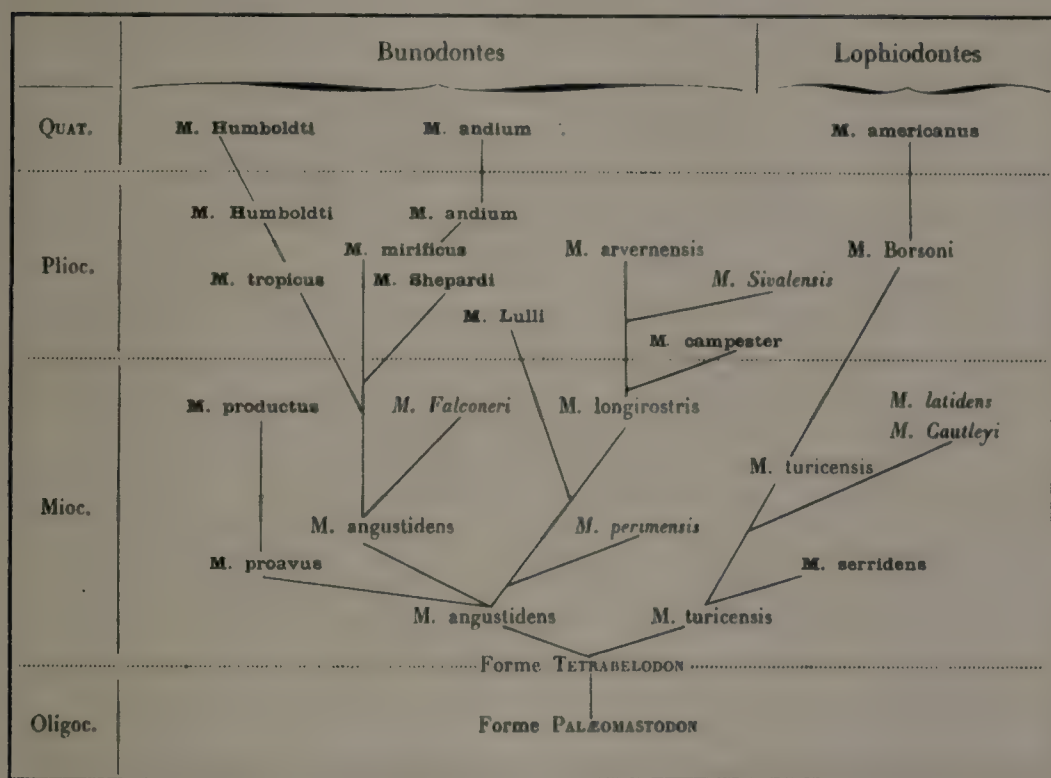 Bunodontes Lophiodontes
QUAT. M. Humboldti M. andium M. americanus
M. Humboldti M. andium
M. mirificus M. arvernensis M. Borsoni
Plioc. M. tropicus M. Shepardi M. Sivalensis
M. Lulli
M. campester
M. productus M. Falconeri M. longirostris M. latidens
M. Cautleyi
M. turicensis
Mioc. M. angustidens M. perimensis
M. proavus M. serridens
M. angustidens M. turicensis
Forme TETRABELODON
Oligoc. Forme PALÆOMASTODON